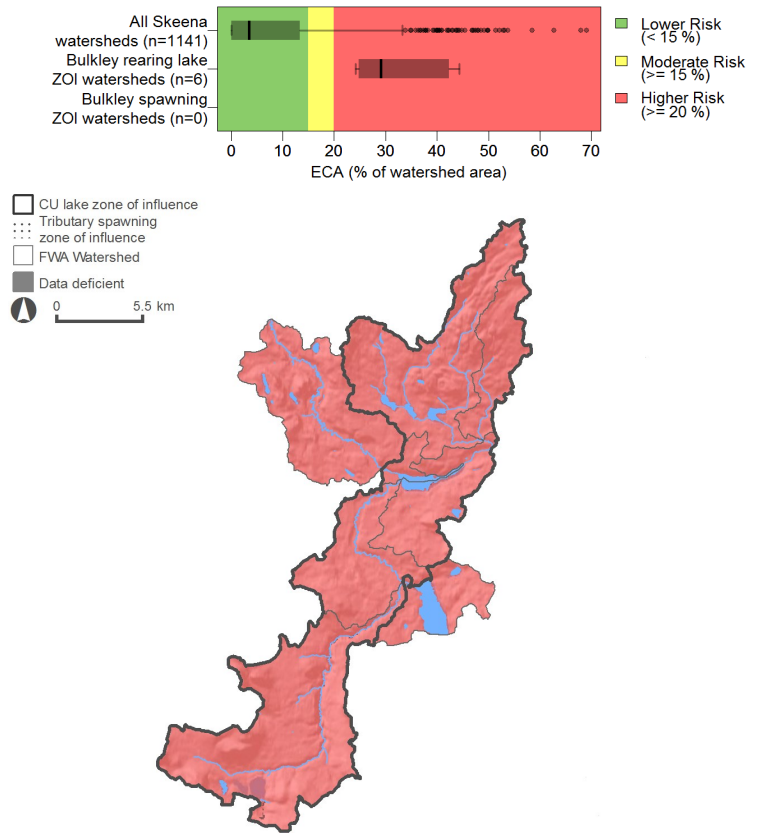 All Skeena
watersheds (n=1141)
Bulkley rearing lake
ZOI watersheds (n=6)
Bulkley spawning
ZOI watersheds (n=0)
0 10 20 30 40 50 60 70
ECA (% of watershed area)
Lower Risk
(< 15 %)
Moderate Risk
(>= 15 %)
Higher Risk
(>= 20 %)
CU lake zone of influence
Tributary spawning
zone of influence
FWA Watershed
Data deficient
0 5.5 km